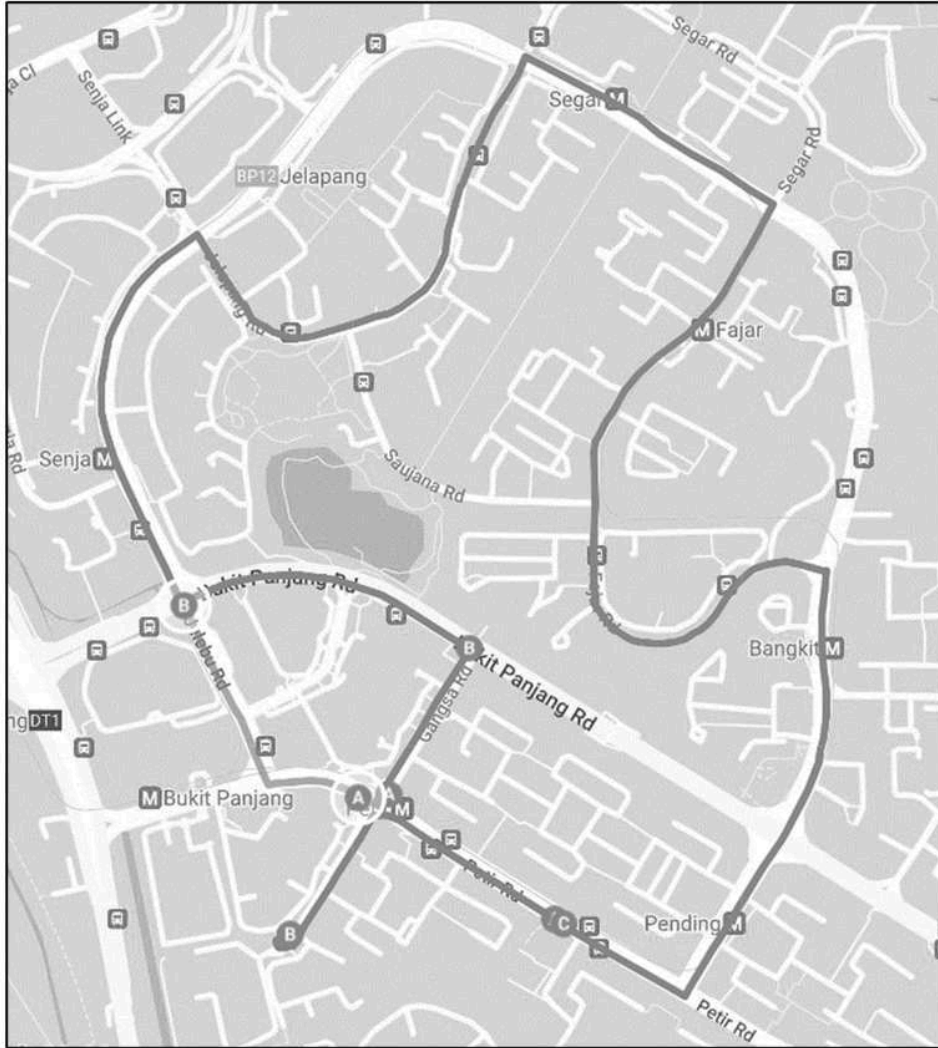 Segar Rd
Senja Link
Segar
M
BP12 Jelapang
Segar Rd
M Fajar
Senja M
Saujana Rd
Bukit Panjang Rd
B
B
Bukit Panjang Rd
Bangkit M
Gangsa Rd
DT1
M Bukit Panjang
A
A
M
Petir Rd
C
B
Pending M
Petir Rd